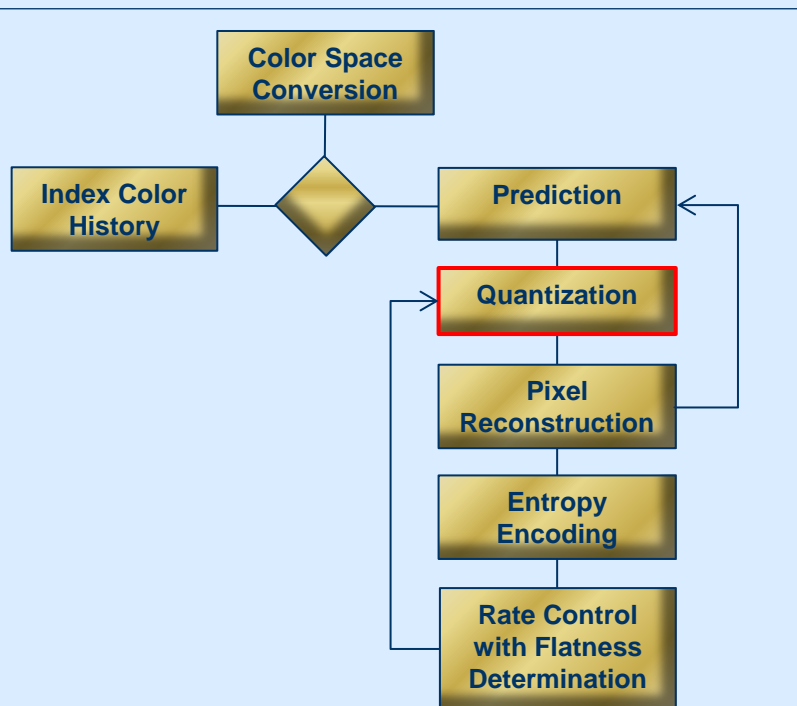 Color Space
Conversion
Index Color
History
Prediction
Quantization
Pixel
Reconstruction
Entropy
Encoding
Rate Control
with Flatness
Determination